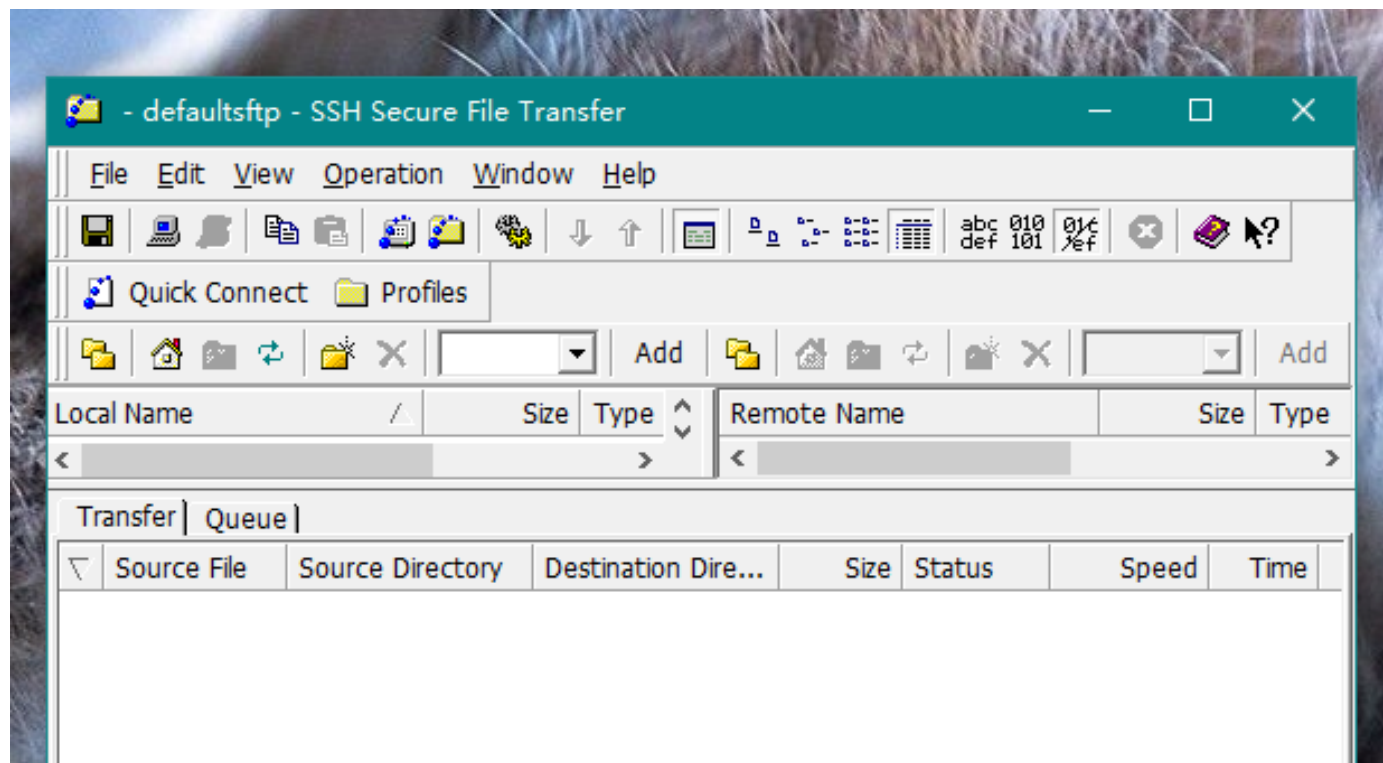 - defaultsftp - SSH Secure File Transfer
File Edit View Operation Window Help
abc def 010 101
Quick Connect Profiles
Add Add
Local Name Size Type Remote Name Size Type
Transfer Queue
Source File Source Directory Destination Dire... Size Status Speed Time